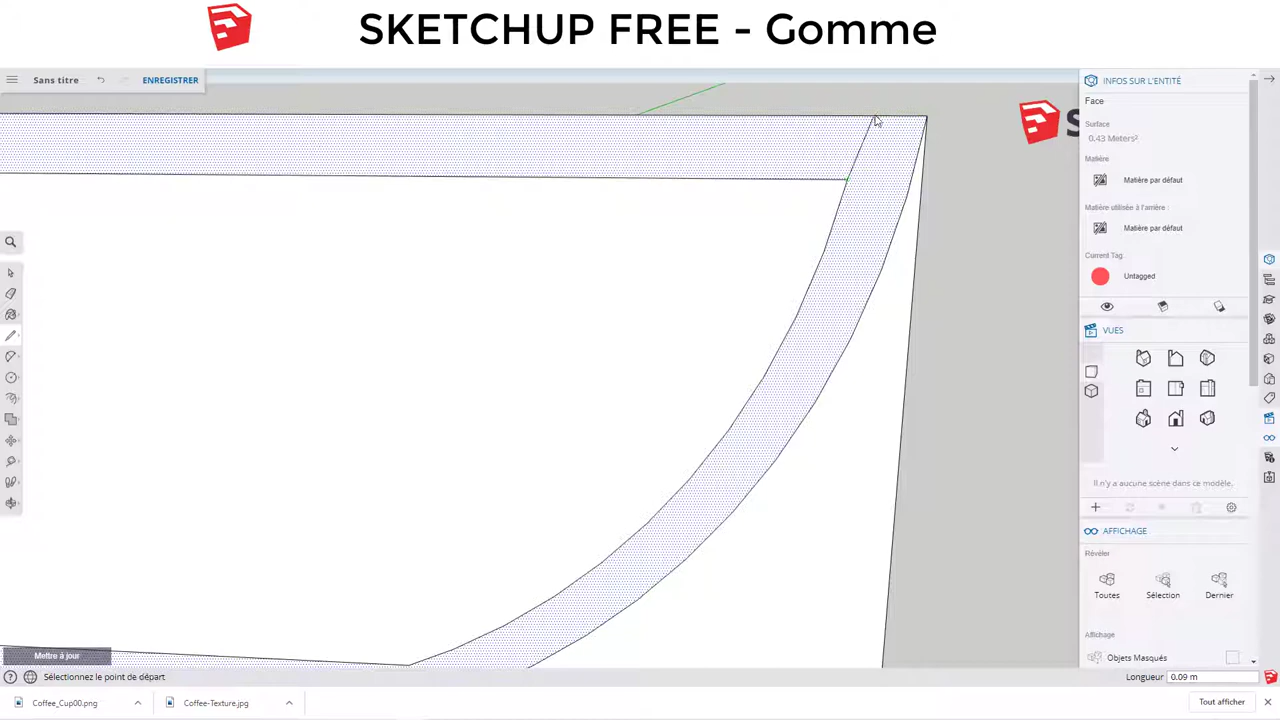 SKETCHUP FREE - Gomme
Sans titre
ENREGISTRER
INFOS SUR L'ENTITÉ
Face
S
Surface
0.43 Meters²
Matière
Matière par défaut
Matière utilisée à l'arrière :
Matière par défaut
Current Tag:
Untagged
VUES
Il n'y a aucune scène dans ce modèle.
AFFICHAGE
Révéler
Toutes
Sélection
Dernier
Affichage
Objets Masqués
Mettre à jour
Sélectionnez le point de départ
Longueur
0.09 m
Coffee_Cup00.png
Coffee-Texture.jpg
Tout afficher